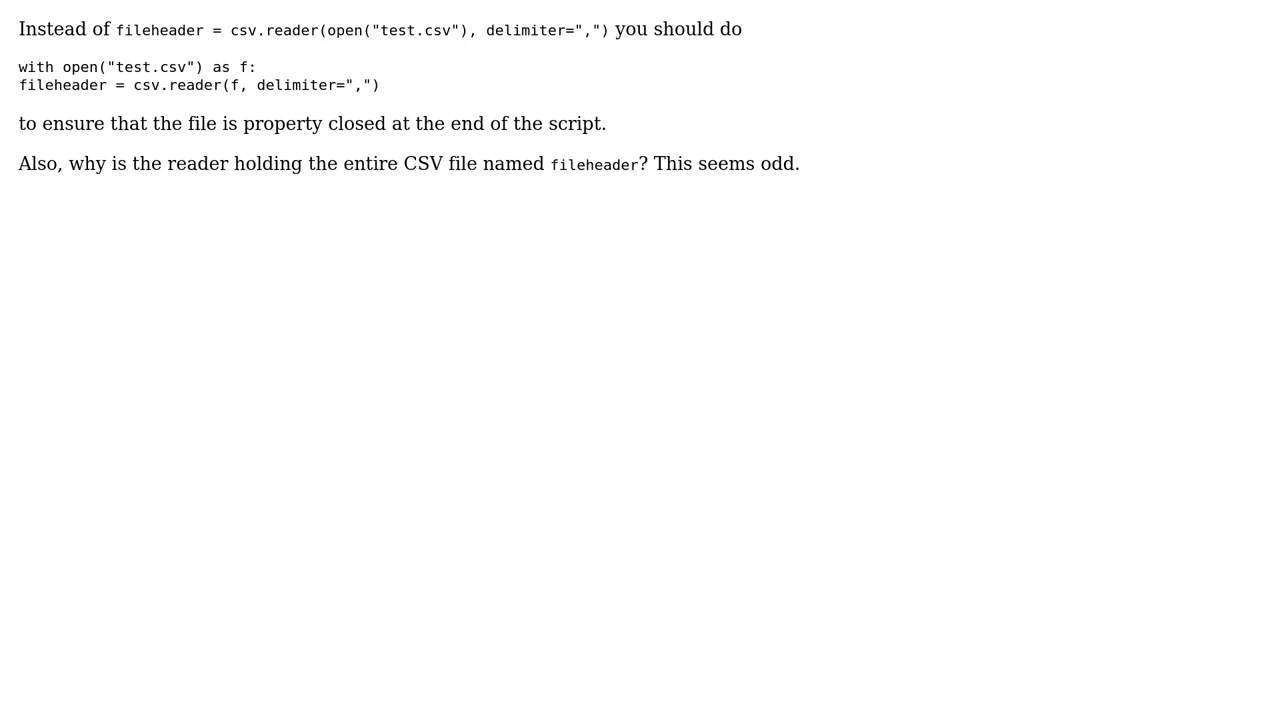 Instead of fileheader = csv.reader(open("test.csv"), delimiter=",") you should do
with open("test.csv") as f:
fileheader = csv.reader(f, delimiter=",")
to ensure that the file is property closed at the end of the script.
Also, why is the reader holding the entire CSV file named fileheader? This seems odd.